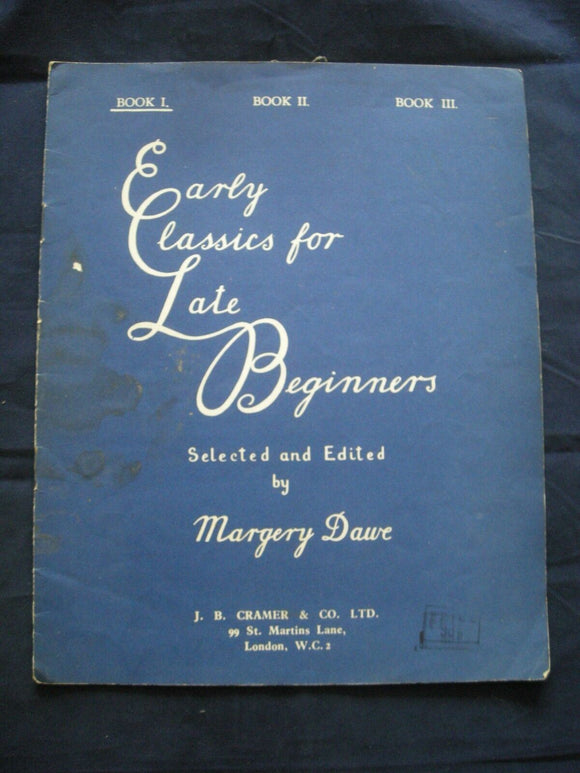 BOOK I. BOOK II. BOOK III.
Early
Classics for
Late
Beginners
Selected and Edited
by
Margery Dawe
J. B. CRAMER & CO. LTD.
99 St. Martins Lane,
London, W.C.2